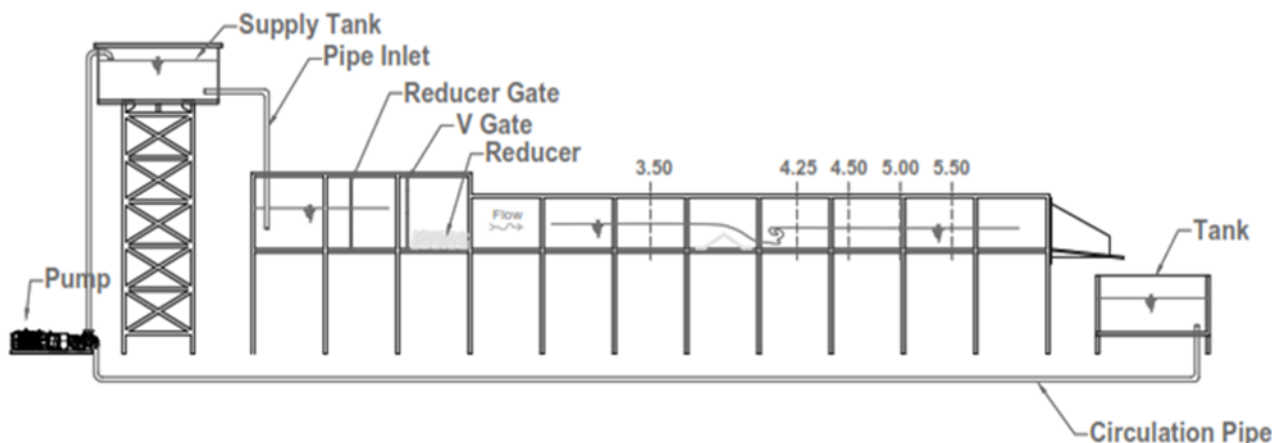 Supply Tank
Pipe Inlet
Reducer Gate
V Gate
Reducer
3.50
4.25
4.50
5.00
5.50
Flow
Tank
Pump
Circulation Pipe